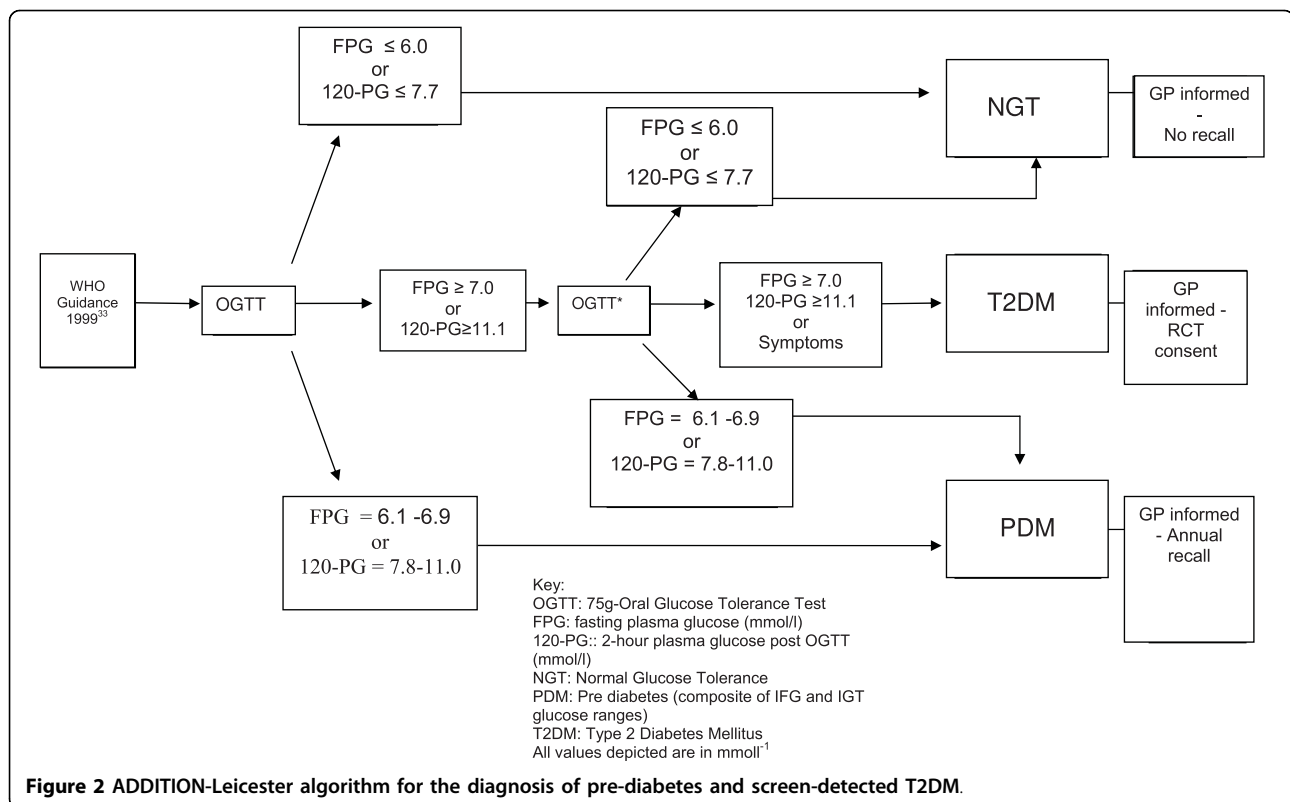 FPG ≤ 6.0
or
120-PG ≤ 7.7
FPG ≤ 6.0
or
120-PG ≤ 7.7
NGT
GP informed
-
No recall
WHO
Guidance
1999³³
OGTT
FPG ≥ 7.0
or
120-PG≥11.1
OGTT*
FPG ≥ 7.0
120-PG ≥11.1
or
Symptoms
T2DM
GP
informed -
RCT
consent
FPG = 6.1 -6.9
or
120-PG = 7.8-11.0
FPG = 6.1 -6.9
or
120-PG = 7.8-11.0
PDM
GP informed
- Annual
recall
Key:
OGTT: 75g-Oral Glucose Tolerance Test
FPG: fasting plasma glucose (mmol/l)
120-PG:: 2-hour plasma glucose post OGTT
(mmol/l)
NGT: Normal Glucose Tolerance
PDM: Pre diabetes (composite of IFG and IGT
glucose ranges)
T2DM: Type 2 Diabetes Mellitus
All values depicted are in mmoll⁻¹
Figure 2 ADDITION-Leicester algorithm for the diagnosis of pre-diabetes and screen-detected T2DM.